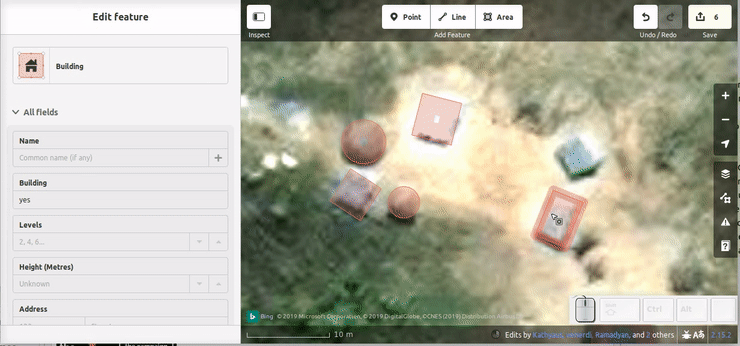 Edit feature
Building
All fields
Name
Common name (if any)
Building
yes
Levels
2, 4, 6...
Height (Metres)
Unknown
Address
Inspect
Point
Line
Area
Add Feature
Undo / Redo
6
Save
Ctrl
Alt
Bing © 2019 Microsoft Corporation, © 2019 DigitalGlobe, ©CNES (2019) Distribution Airbus
10 m
Edits by Kachyau, zemerdi, Ramadyan, and 2 others
2.15.2